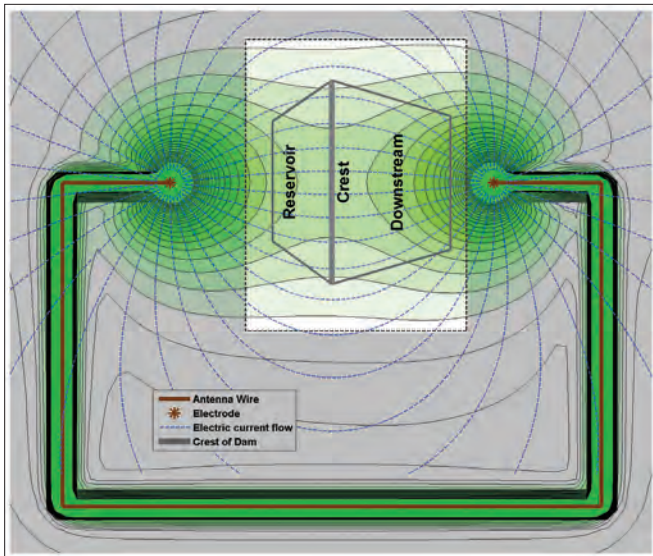 Reservoir
Crest
Downstream
Antenna Wire
Electrode
Electric current flow
Crest of Dam